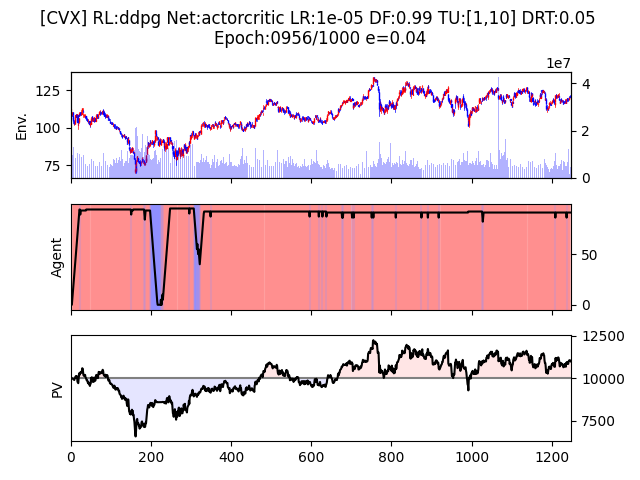 [CVX] RL:ddpg Net:actorcritic LR:1e-05 DF:0.99 TU:[1,10] DRT:0.05
Epoch:0956/1000 e=0.04
1e7
Env.
125
100
75
4
2
0
Agent
50
0
PV
12500
10000
7500
0 200 400 600 800 1000 1200